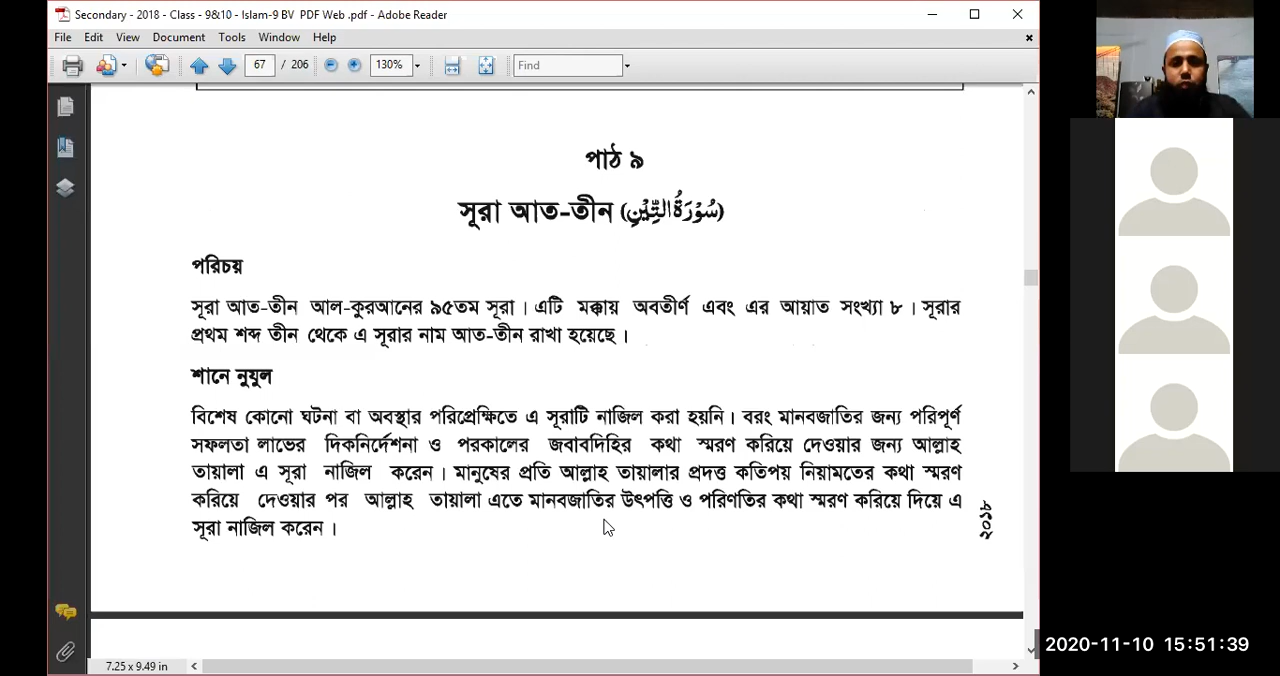 Secondary - 2018 - Class - 9&10 - Islam-9 BV PDF Web .pdf - Adobe Reader
File Edit View Document Tools Window Help
67 / 206 130% Find
পাঠ ৯
সূরা আত-তীন (سُوْرَةُ التِّيْنِ)
পরিচয়
সূরা আত-তীন আল-কুরআনের ৯৫তম সূরা। এটি মক্কায় অবতীর্ণ এবং এর আয়াত সংখ্যা ৮। সূরার
প্রথম শব্দ তীন থেকে এ সূরার নাম আত-তীন রাখা হয়েছে।
শানে নুযুল
বিশেষ কোনো ঘটনা বা অবস্থার পরিপ্রেক্ষিতে এ সূরাটি নাজিল করা হয়নি। বরং মানবজাতির জন্য পরিপূর্ণ
সফলতা লাভের দিকনির্দেশনা ও পরকালের জবাবদিহির কথা স্মরণ করিয়ে দেওয়ার জন্য আল্লাহ
তায়ালা এ সূরা নাজিল করেন। মানুষের প্রতি আল্লাহ তায়ালার প্রদত্ত কতিপয় নিয়ামতের কথা স্মরণ
করিয়ে দেওয়ার পর আল্লাহ তায়ালা এতে মানবজাতির উৎপত্তি ও পরিণতির কথা স্মরণ করিয়ে দিয়ে এ
সূরা নাজিল করেন।
২০১৮
7.25 x 9.49 in
2020-11-10 15:51:39